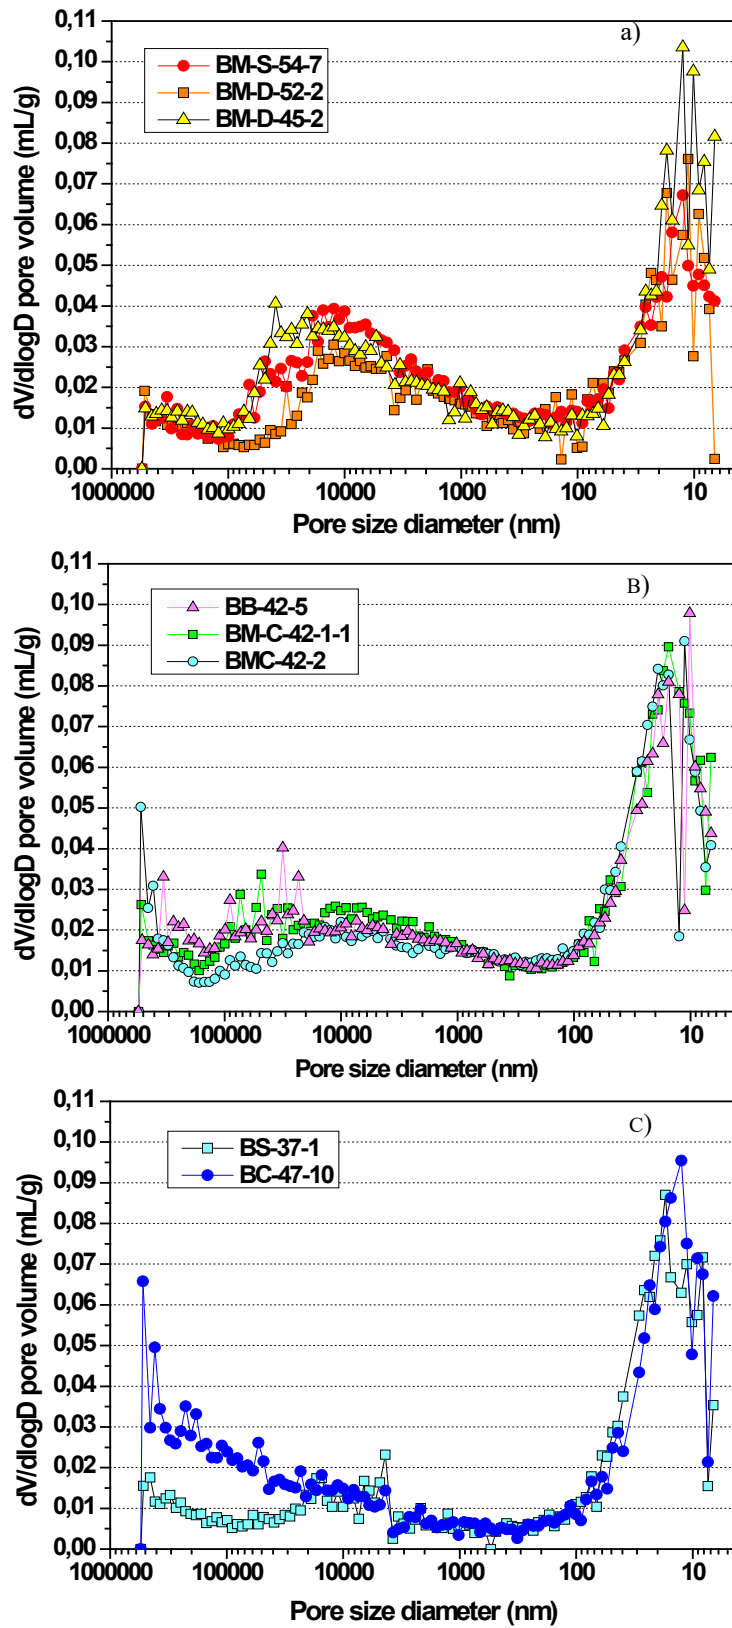 a)
BM-S-54-7
BM-D-52-2
BM-D-45-2
dV/dlogD pore volume (mL/g)
0,11
0,10
0,09
0,08
0,07
0,06
0,05
0,04
0,03
0,02
0,01
0,00
1000000 100000 10000 1000 100 10
Pore size diameter (nm)
B)
BB-42-5
BM-C-42-1-1
BMC-42-2
dV/dlogD pore volume (mL/g)
0,11
0,10
0,09
0,08
0,07
0,06
0,05
0,04
0,03
0,02
0,01
0,00
1000000 100000 10000 1000 100 10
Pore size diameter (nm)
C)
BS-37-1
BC-47-10
dV/dlogD pore volume (mL/g)
0,11
0,10
0,09
0,08
0,07
0,06
0,05
0,04
0,03
0,02
0,01
0,00
1000000 100000 10000 1000 100 10
Pore size diameter (nm)